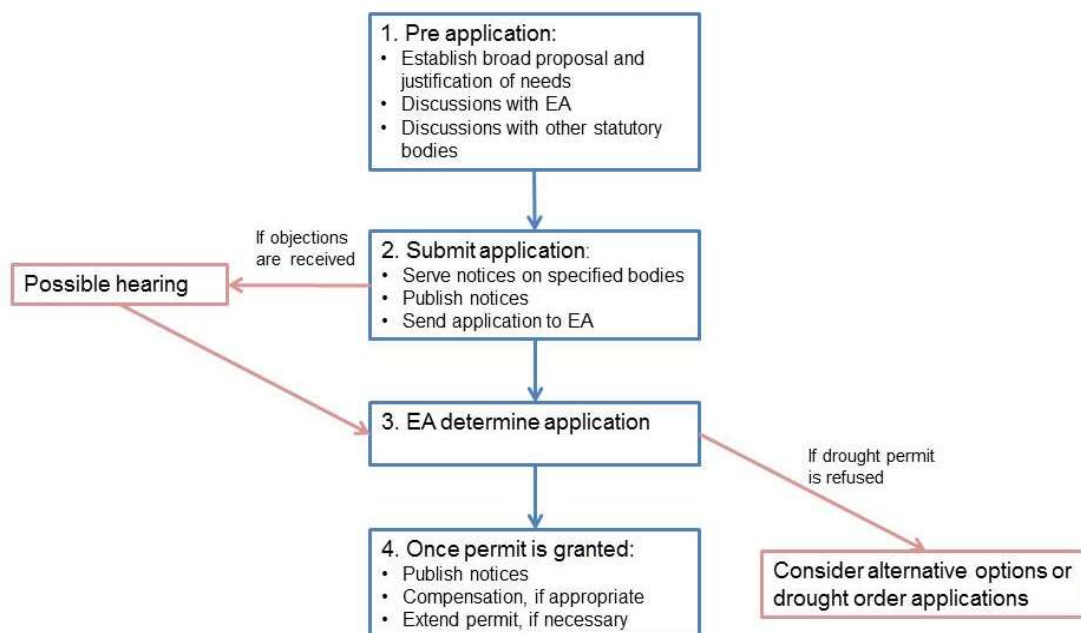 1. Pre application:
• Establish broad proposal and
justification of needs
• Discussions with EA
• Discussions with other statutory
bodies
If objections
are received
2. Submit application:
• Serve notices on specified bodies
• Publish notices
• Send application to EA
Possible hearing
3. EA determine application
If drought permit
is refused
4. Once permit is granted:
• Publish notices
• Compensation, if appropriate
• Extend permit, if necessary
Consider alternative options or
drought order applications